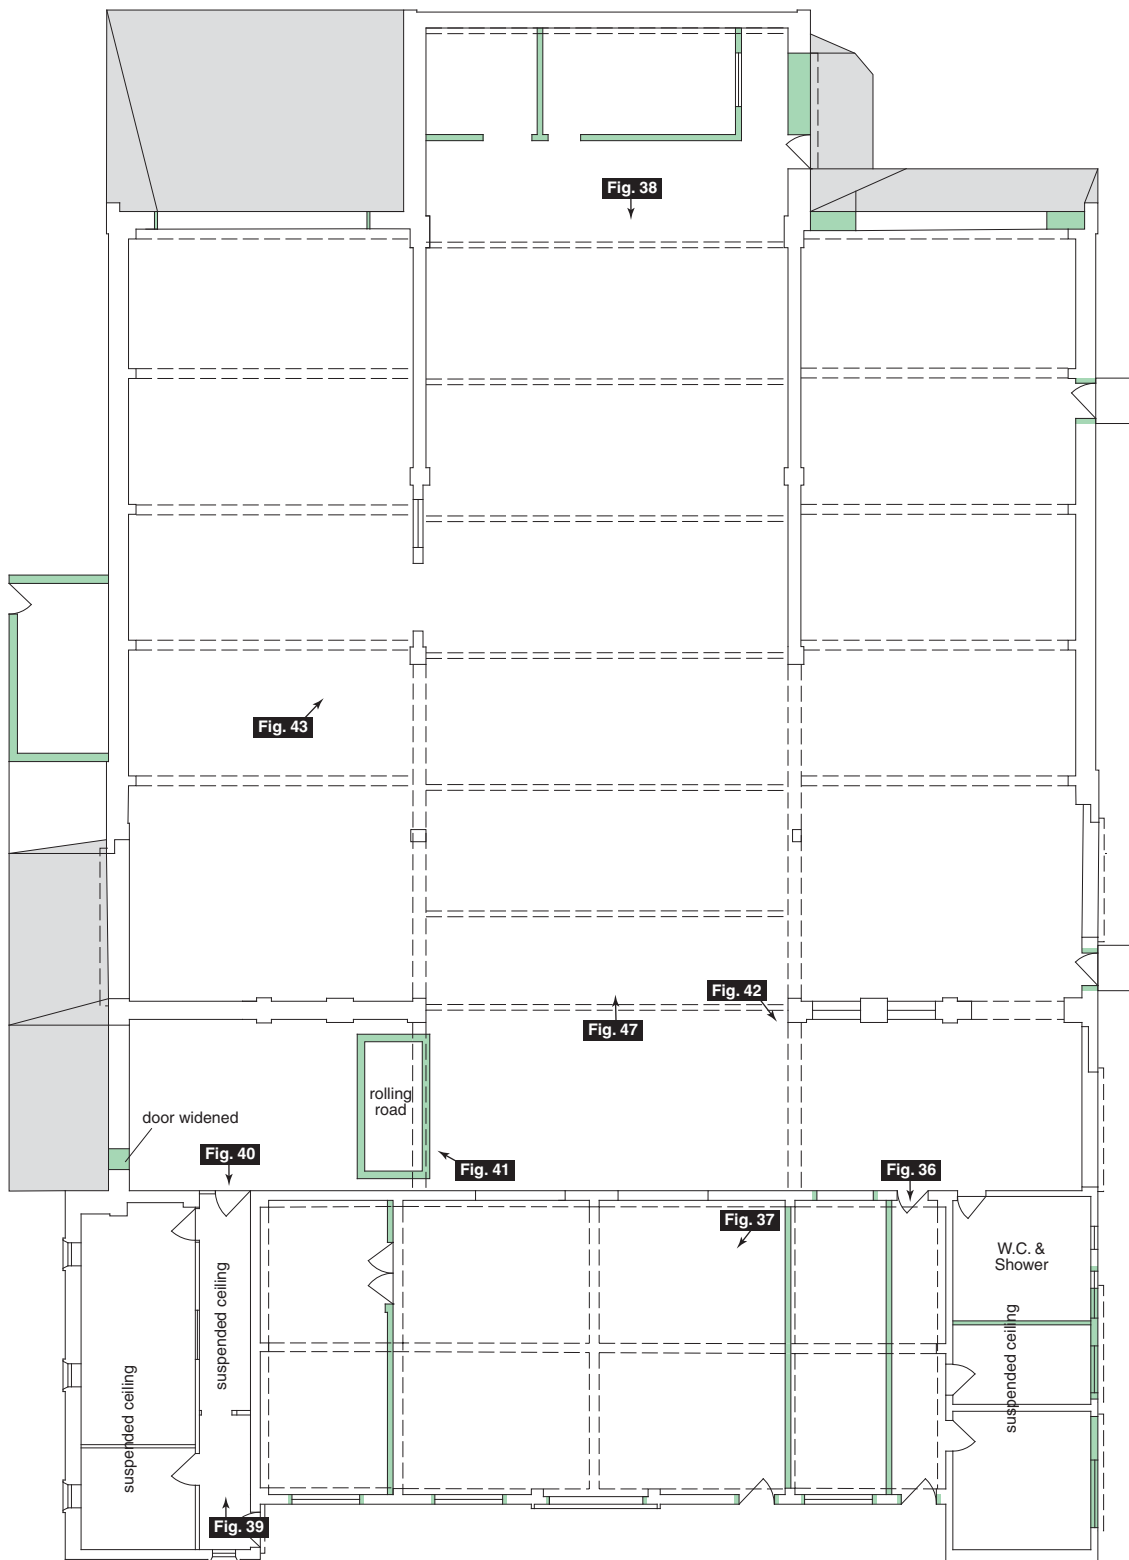 Fig. 38
Fig. 43
Fig. 42
Fig. 47
rolling
road
door widened
Fig. 40
Fig. 41
Fig. 36
Fig. 37
W.C. &
Shower
suspended ceiling
suspended ceiling
suspended ceiling
Fig. 39